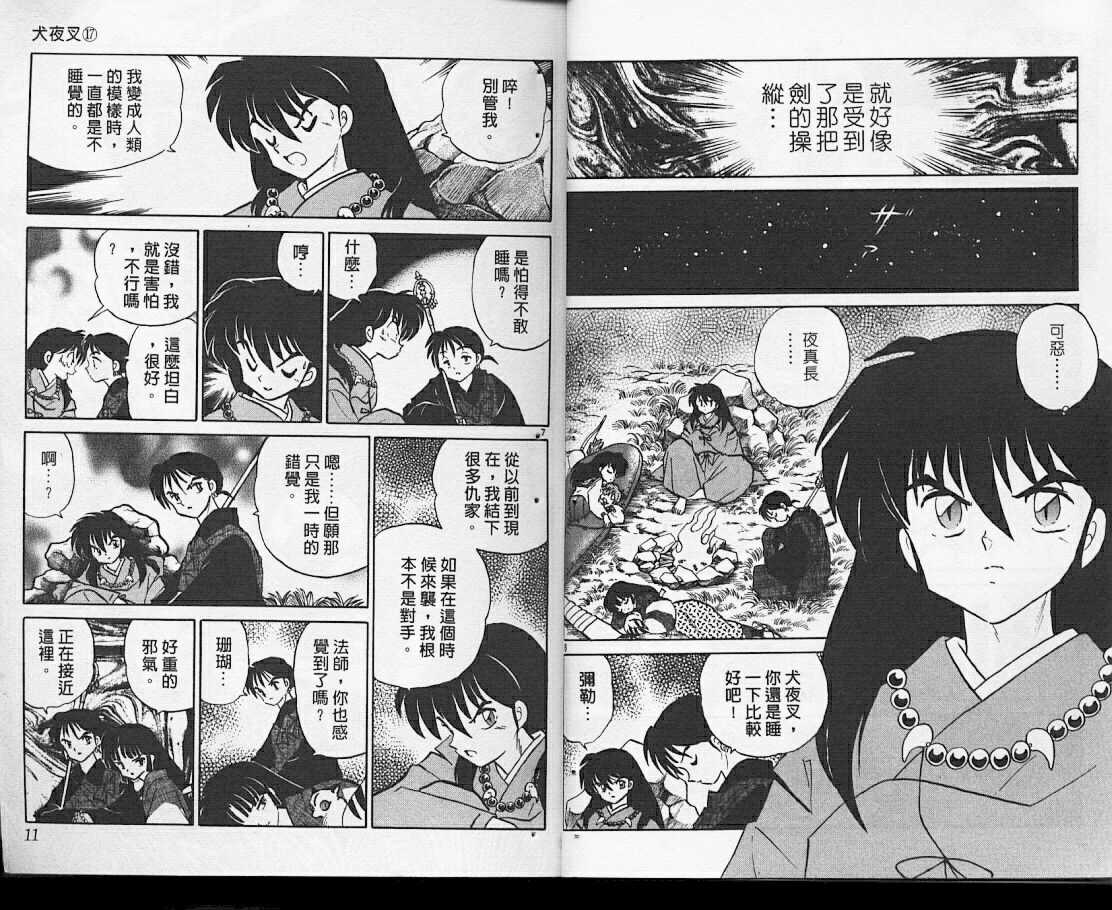 就好像
是受到
了那把
劍的操
縱…
可惡……
夜真長
……
犬夜叉，
你還是睡
一下比較
好吧！
彌勒…
犬夜叉⑰
啐！
別管我。
我變成人類
的模樣時，
一直都是不
睡覺的。
是怕得不敢
睡嗎？
什麼…
哼…
沒錯，我
就是害怕
，不行嗎
？
這麼坦白
，很好。
從以前到現
在，我結下
很多仇家。
如果在這個時
候來襲，我根
本不是對手。
嗯……但願那
只是我一時的
錯覺。
啊…？
法師，你也感
覺到了嗎？
珊瑚…
好重的
邪氣。
正在接近
這裡。
11